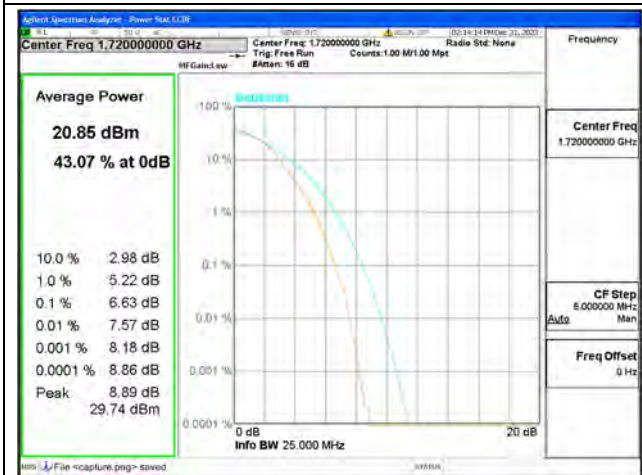 Agilent Spectrum Analyzer - Power Stat CCDF
Center Freq 1.720000000 GHz
Center Freq: 1.720000000 GHz
Radio Std: None
Trig: Free Run
Counts:1.00 M/1.00 Mpt
#IFGain:Low
#Atten: 16 dB
Frequency
Average Power
20.85 dBm
43.07 % at 0dB
10.0 % 2.98 dB
1.0 % 5.22 dB
0.1 % 6.63 dB
0.01 % 7.57 dB
0.001 % 8.18 dB
0.0001 % 8.86 dB
Peak 8.89 dB
29.74 dBm
100 %
Gaussian
10 %
1 %
0.1 %
0.01 %
0.001 %
0.0001 %
0 dB
20 dB
Info BW 25.000 MHz
Center Freq
1.720000000 GHz
CF Step
6.000000 MHz
Auto Man
Freq Offset
0 Hz
MSG File <capture.png> saved
STATUS